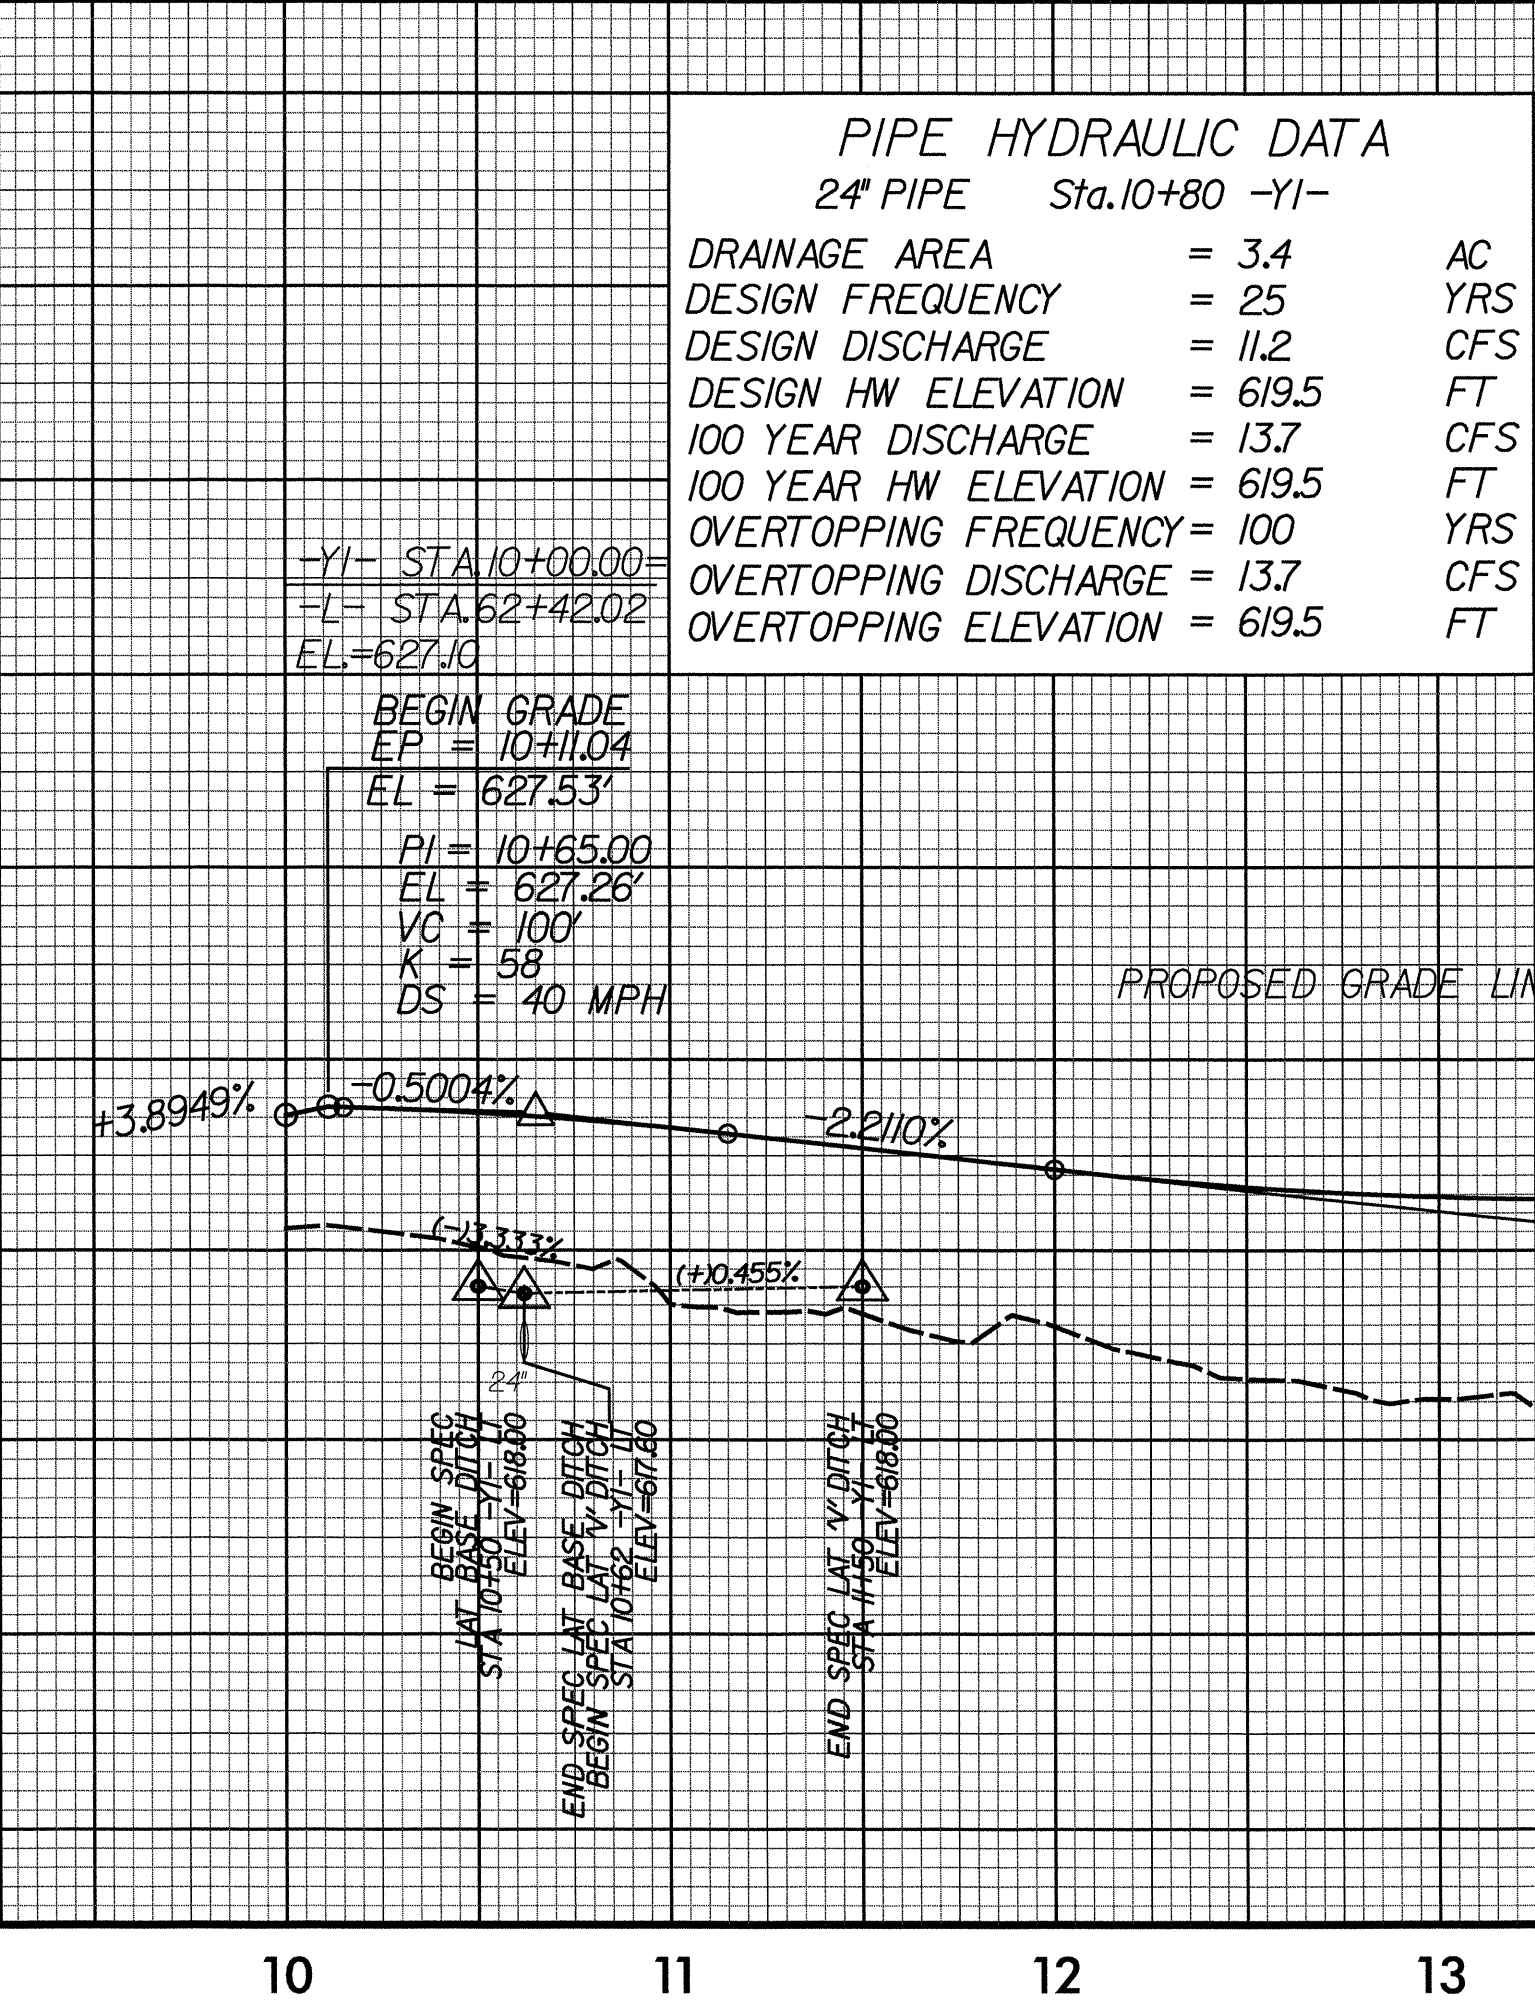 PIPE HYDRAULIC DATA
24" PIPE Sta.10+80 -Y1-
DRAINAGE AREA = 3.4 AC
DESIGN FREQUENCY = 25 YRS
DESIGN DISCHARGE = 11.2 CFS
DESIGN HW ELEVATION = 619.5 FT
100 YEAR DISCHARGE = 13.7 CFS
100 YEAR HW ELEVATION = 619.5 FT
OVERTOPPING FREQUENCY = 100 YRS
OVERTOPPING DISCHARGE = 13.7 CFS
OVERTOPPING ELEVATION = 619.5 FT
-Y1- STA.10+00.00=
-L- STA.62+42.02
EL.=627.10
BEGIN GRADE
EP = 10+11.04
EL = 627.53'
PI = 10+65.00
EL = 627.26'
VC = 100'
K = 58
DS = 40 MPH
PROPOSED GRADE LIN
+3.8949%
-0.5004%
-2.2110%
(-)3.333%
(+)0.455%
24"
BEGIN SPEC
LAT BASE DITCH
STA 10+50 -Y1- LT
ELEV=618.00
END SPEC LAT BASE DITCH
BEGIN SPEC LAT 'V' DITCH
STA 10+62 -Y1- LT
ELEV=617.60
END SPEC LAT 'V' DITCH
STA 11+50 -Y1- LT
ELEV=618.00
10 11 12 13